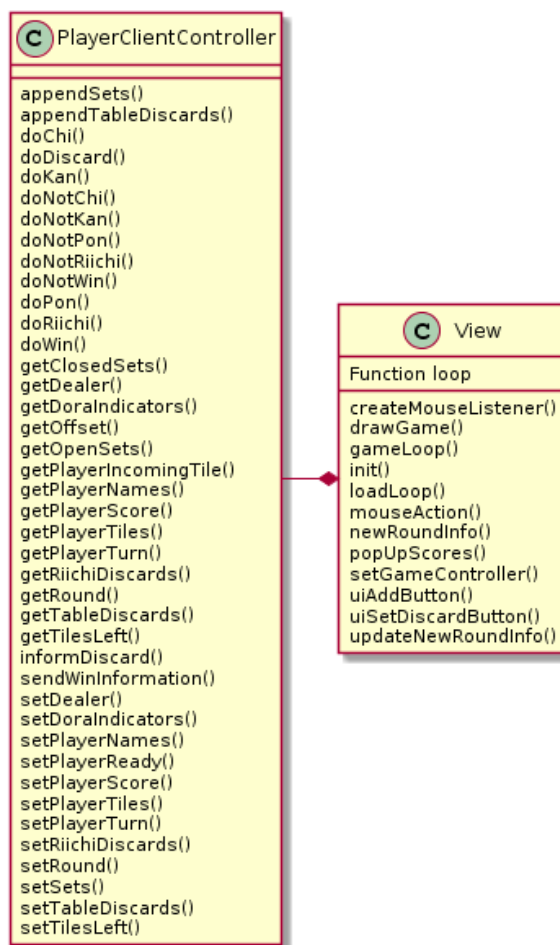 C PlayerClientController
appendSets()
appendTableDiscards()
doChi()
doDiscard()
doKan()
doNotChi()
doNotKan()
doNotPon()
doNotRiichi()
doNotWin()
doPon()
doRiichi()
doWin()
getClosedSets()
getDealer()
getDoraIndicators()
getOffset()
getOpenSets()
getPlayerIncomingTile()
getPlayerNames()
getPlayerScore()
getPlayerTiles()
getPlayerTurn()
getRiichiDiscards()
getRound()
getTableDiscards()
getTilesLeft()
informDiscard()
sendWinInformation()
setDealer()
setDoraIndicators()
setPlayerNames()
setPlayerReady()
setPlayerScore()
setPlayerTiles()
setPlayerTurn()
setRiichiDiscards()
setRound()
setSets()
setTableDiscards()
setTilesLeft()
C View
Function loop
createMouseListener()
drawGame()
gameLoop()
init()
loadLoop()
mouseAction()
newRoundInfo()
popUpScores()
setGameController()
uiAddButton()
uiSetDiscardButton()
updateNewRoundInfo()